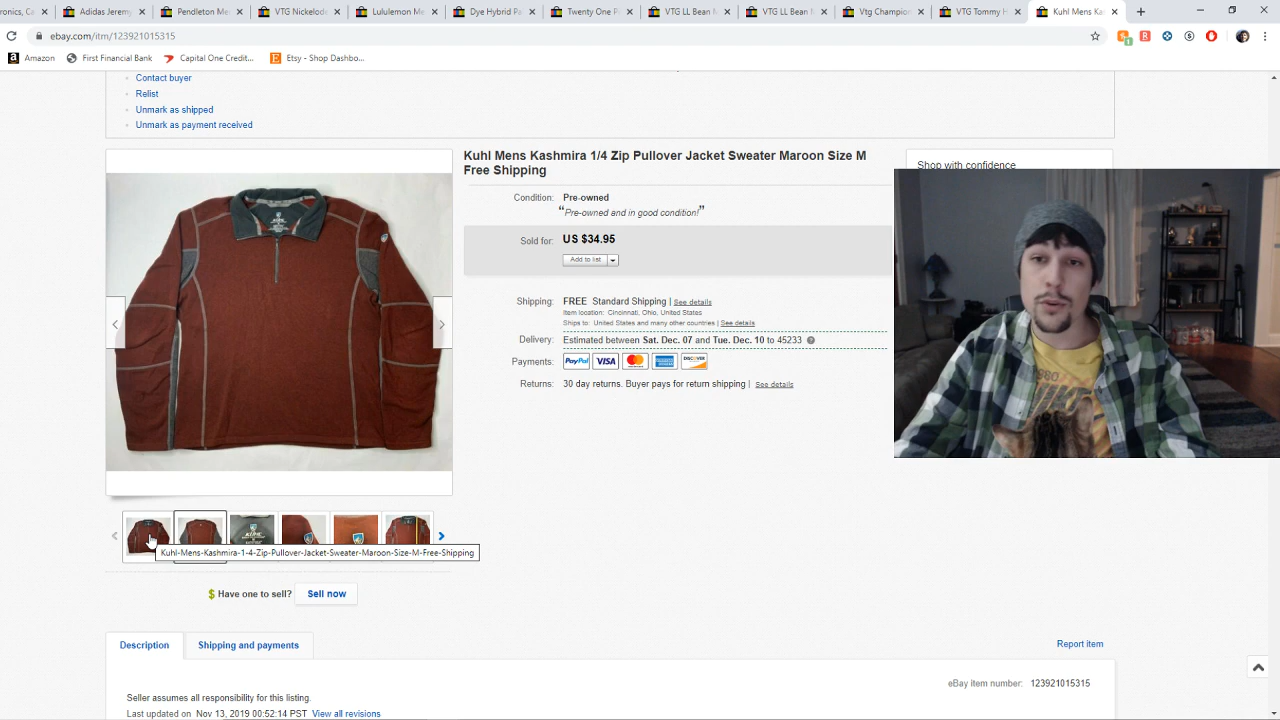 onics, Ca
Adidas Jerem
Pendleton Me
VTG Nickelod
Lululemon Me
Dye Hybrid Pa
Twenty One P
VTG LL Bean M
VTG LL Bean M
Vtg Champion
VTG Tommy H
Kuhl Mens Ka
ebay.com/itm/123921015315
Amazon
First Financial Bank
Capital One Credit...
Etsy - Shop Dashbo...
Contact buyer
Relist
Unmark as shipped
Unmark as payment received
Kuhl Mens Kashmira 1/4 Zip Pullover Jacket Sweater Maroon Size M
Free Shipping
Shop with confidence
Condition: Pre-owned
“Pre-owned and in good condition!”
Sold for: US $34.95
Add to list
Shipping: FREE Standard Shipping | See details
Item location: Cincinnati, Ohio, United States
Ships to: United States and many other countries | See details
Delivery: Estimated between Sat. Dec. 07 and Tue. Dec. 10 to 45233
Payments: PayPal VISA MasterCard DISCOVER
Returns: 30 day returns. Buyer pays for return shipping | See details
Kuhl-Mens-Kashmira-1-4-Zip-Pullover-Jacket-Sweater-Maroon-Size-M-Free-Shipping
$ Have one to sell? Sell now
Description
Shipping and payments
Report item
eBay item number: 123921015315
Seller assumes all responsibility for this listing.
Last updated on Nov 13, 2019 00:52:14 PST View all revisions